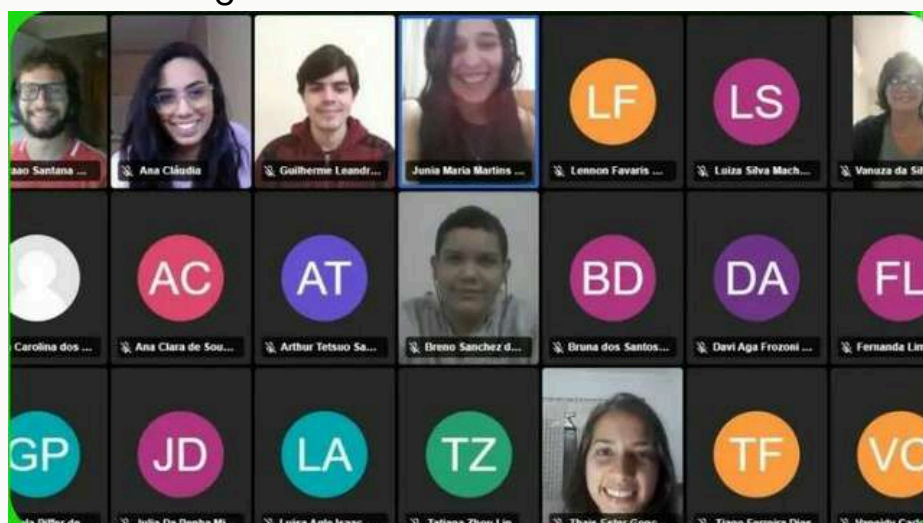 aao Santana ...
Ana Cláudia
Guilherme Leandr...
Junia Maria Martins ...
LF
Lennon Favaris ...
LS
Luiza Silva Mach...
Vanuza da Sil
Carolina dos ...
AC
Ana Clara de Sou...
AT
Arthur Tetsuo Sa...
Breno Sanchez d...
BD
Bruna dos Santos...
DA
Davi Aga Frozoni ...
FL
Fernanda Lim
GP
JD
LA
TZ
TF
VC